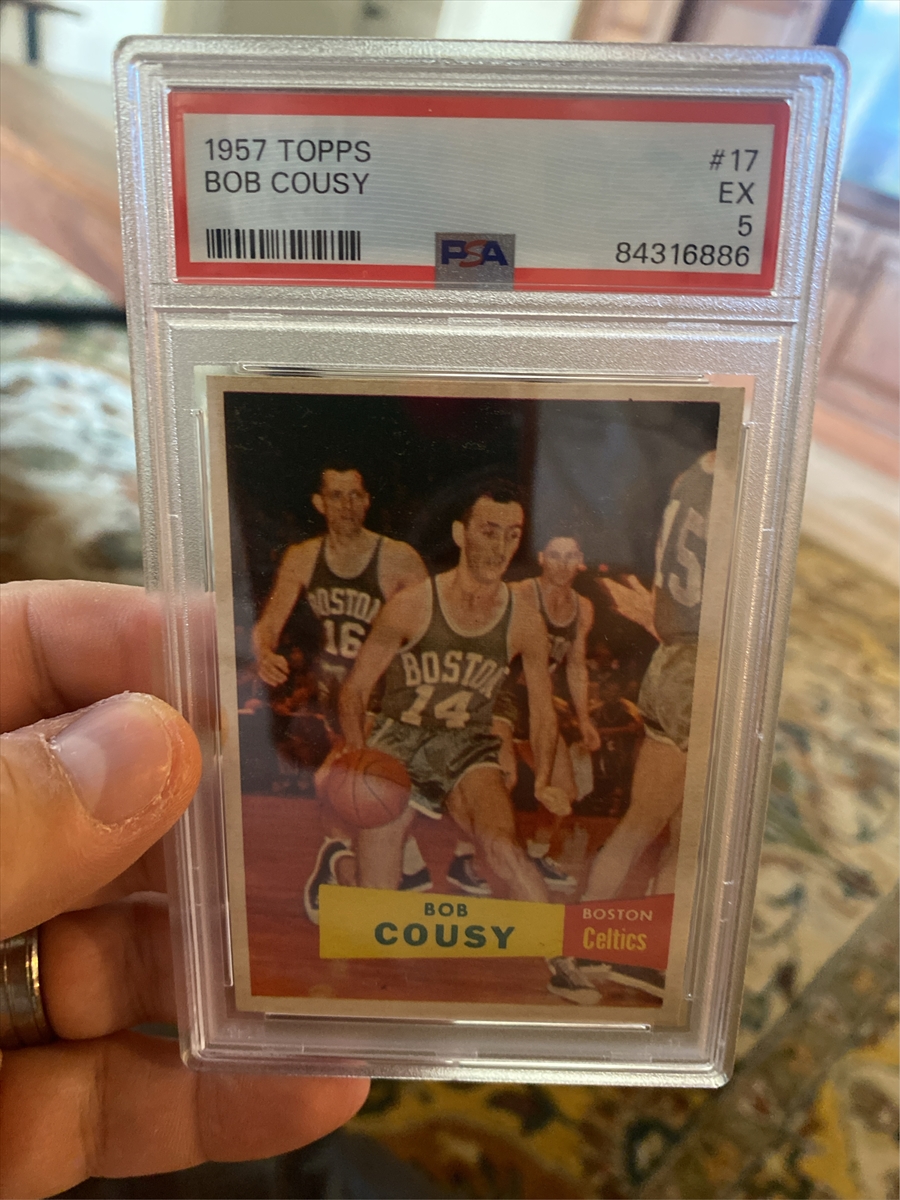 1957 TOPPS
BOB COUSY
#17
EX
5
84316886
PSA
BOSTON
16
BOSTON
14
15
BOB
COUSY
BOSTON
Celtics